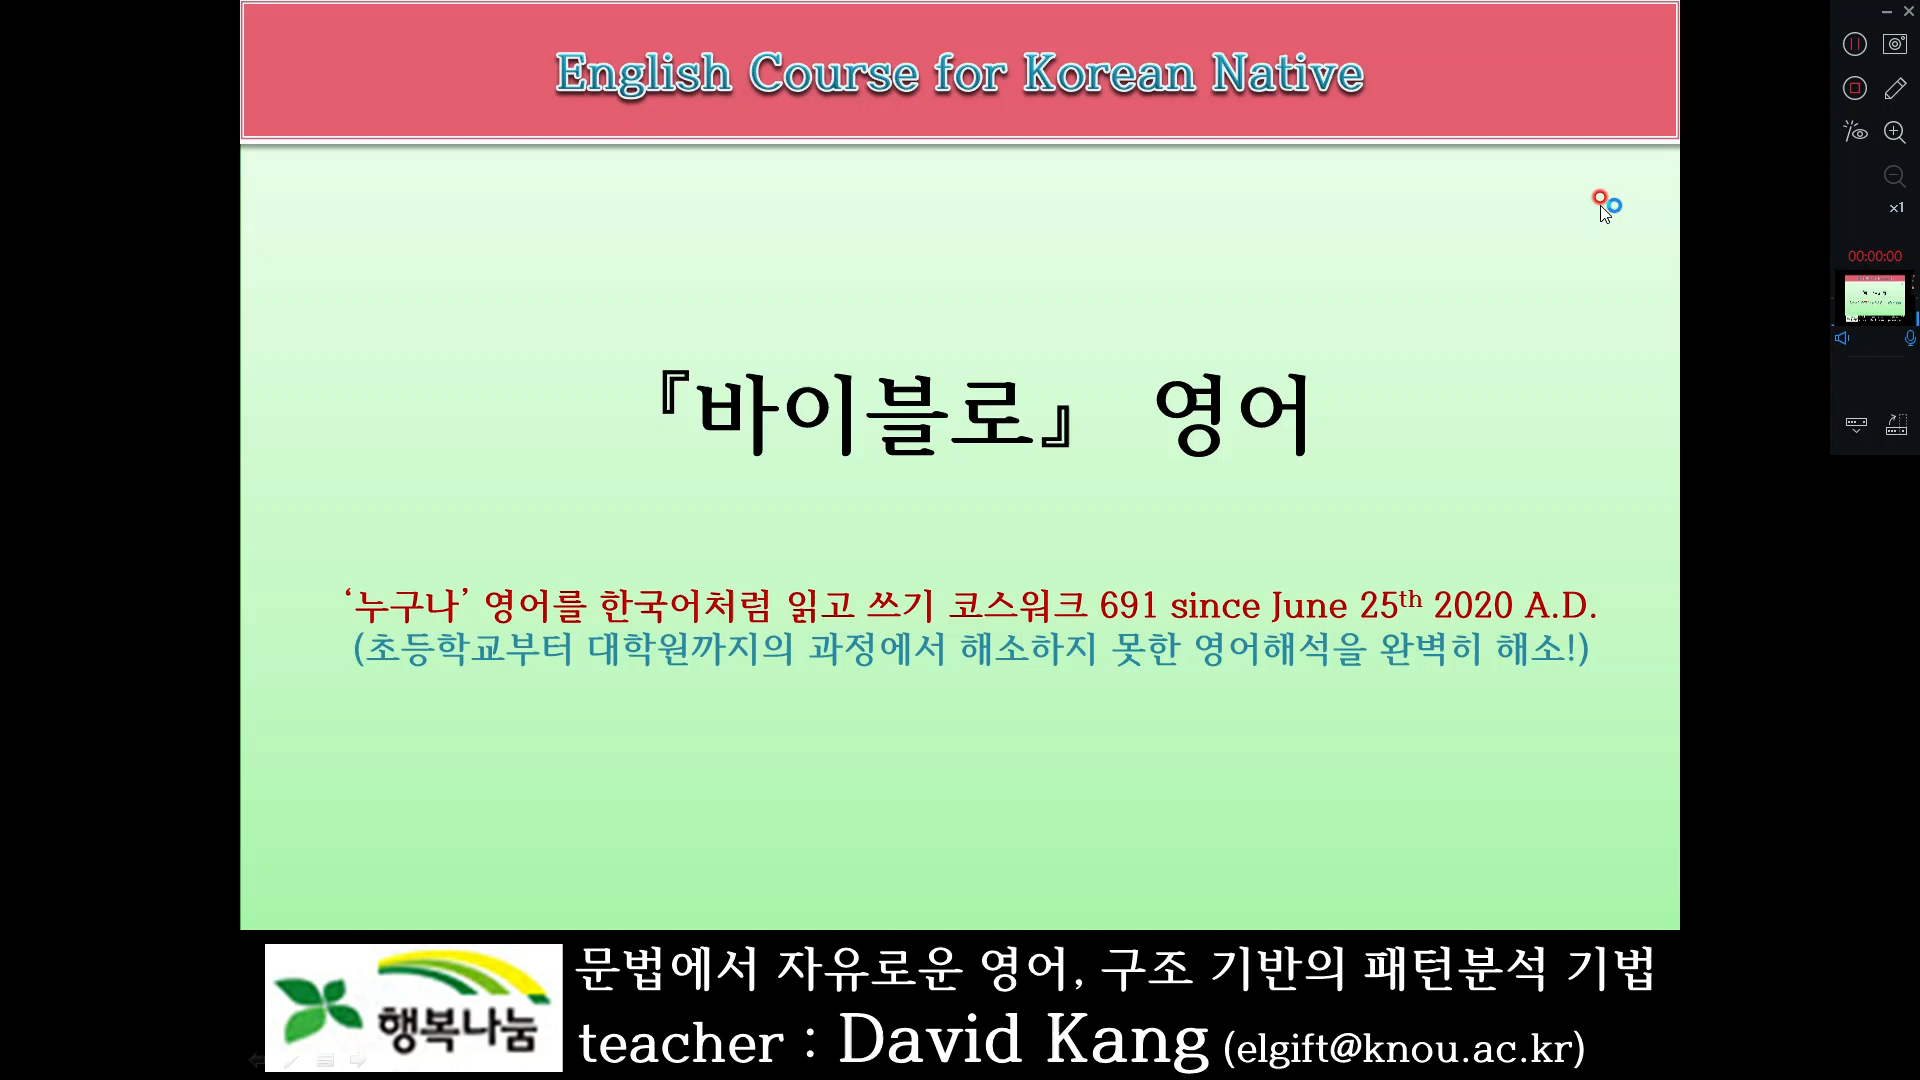 English Course for Korean Native
x1
00:00:00
『바이블로』 영어
‘누구나’ 영어를 한국어처럼 읽고 쓰기 코스워크 691 since June 25th 2020 A.D.
(초등학교부터 대학원까지의 과정에서 해소하지 못한 영어해석을 완벽히 해소!)
행복나눔
문법에서 자유로운 영어, 구조 기반의 패턴분석 기법
teacher : David Kang (elgift@knou.ac.kr)